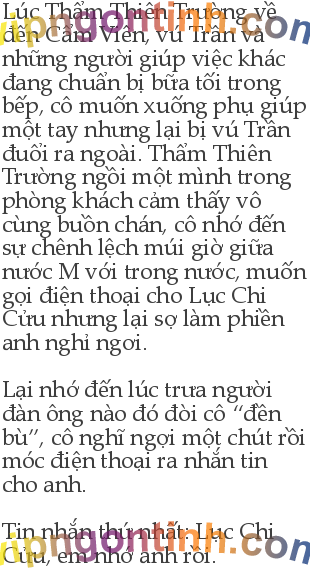 Lúc Thẩm Thiên Trường về
đến Cẩm Viên, vú Trần và
những người giúp việc khác
đang chuẩn bị bữa tối trong
bếp, cô muốn xuống phụ giúp
một tay nhưng lại bị vú Trần
đuổi ra ngoài. Thẩm Thiên
Trường ngồi một mình trong
phòng khách cảm thấy vô
cùng buồn chán, cô nhớ đến
sự chênh lệch múi giờ giữa
nước M với trong nước, muốn
gọi điện thoại cho Lục Chi
Cửu nhưng lại sợ làm phiền
anh nghỉ ngơi.
Lại nhớ đến lúc trưa người
đàn ông nào đó đòi cô “đền
bù”, cô nghĩ ngợi một chút rồi
móc điện thoại ra nhắn tin
cho anh.
Tin nhắn thứ nhất: Lục Chi
Cửu, em nhớ anh rồi.
vipngontinh.com
vipngontinh.com